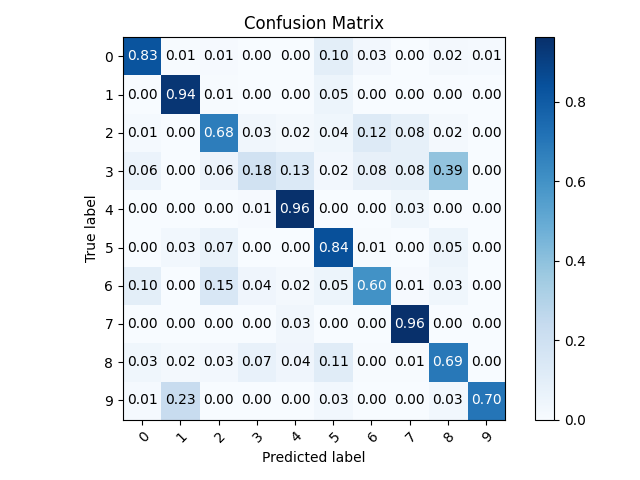 Confusion Matrix
True label
0 0.83 0.01 0.01 0.00 0.00 0.10 0.03 0.00 0.02 0.01
1 0.00 0.94 0.01 0.00 0.00 0.05 0.00 0.00 0.00 0.00
2 0.01 0.00 0.68 0.03 0.02 0.04 0.12 0.08 0.02 0.00
3 0.06 0.00 0.06 0.18 0.13 0.02 0.08 0.08 0.39 0.00
4 0.00 0.00 0.00 0.01 0.96 0.00 0.00 0.03 0.00 0.00
5 0.00 0.03 0.07 0.00 0.00 0.84 0.01 0.00 0.05 0.00
6 0.10 0.00 0.15 0.04 0.02 0.05 0.60 0.01 0.03 0.00
7 0.00 0.00 0.00 0.00 0.03 0.00 0.00 0.96 0.00 0.00
8 0.03 0.02 0.03 0.07 0.04 0.11 0.00 0.01 0.69 0.00
9 0.01 0.23 0.00 0.00 0.00 0.03 0.00 0.00 0.03 0.70
0 1 2 3 4 5 6 7 8 9
Predicted label
0.8
0.6
0.4
0.2
0.0